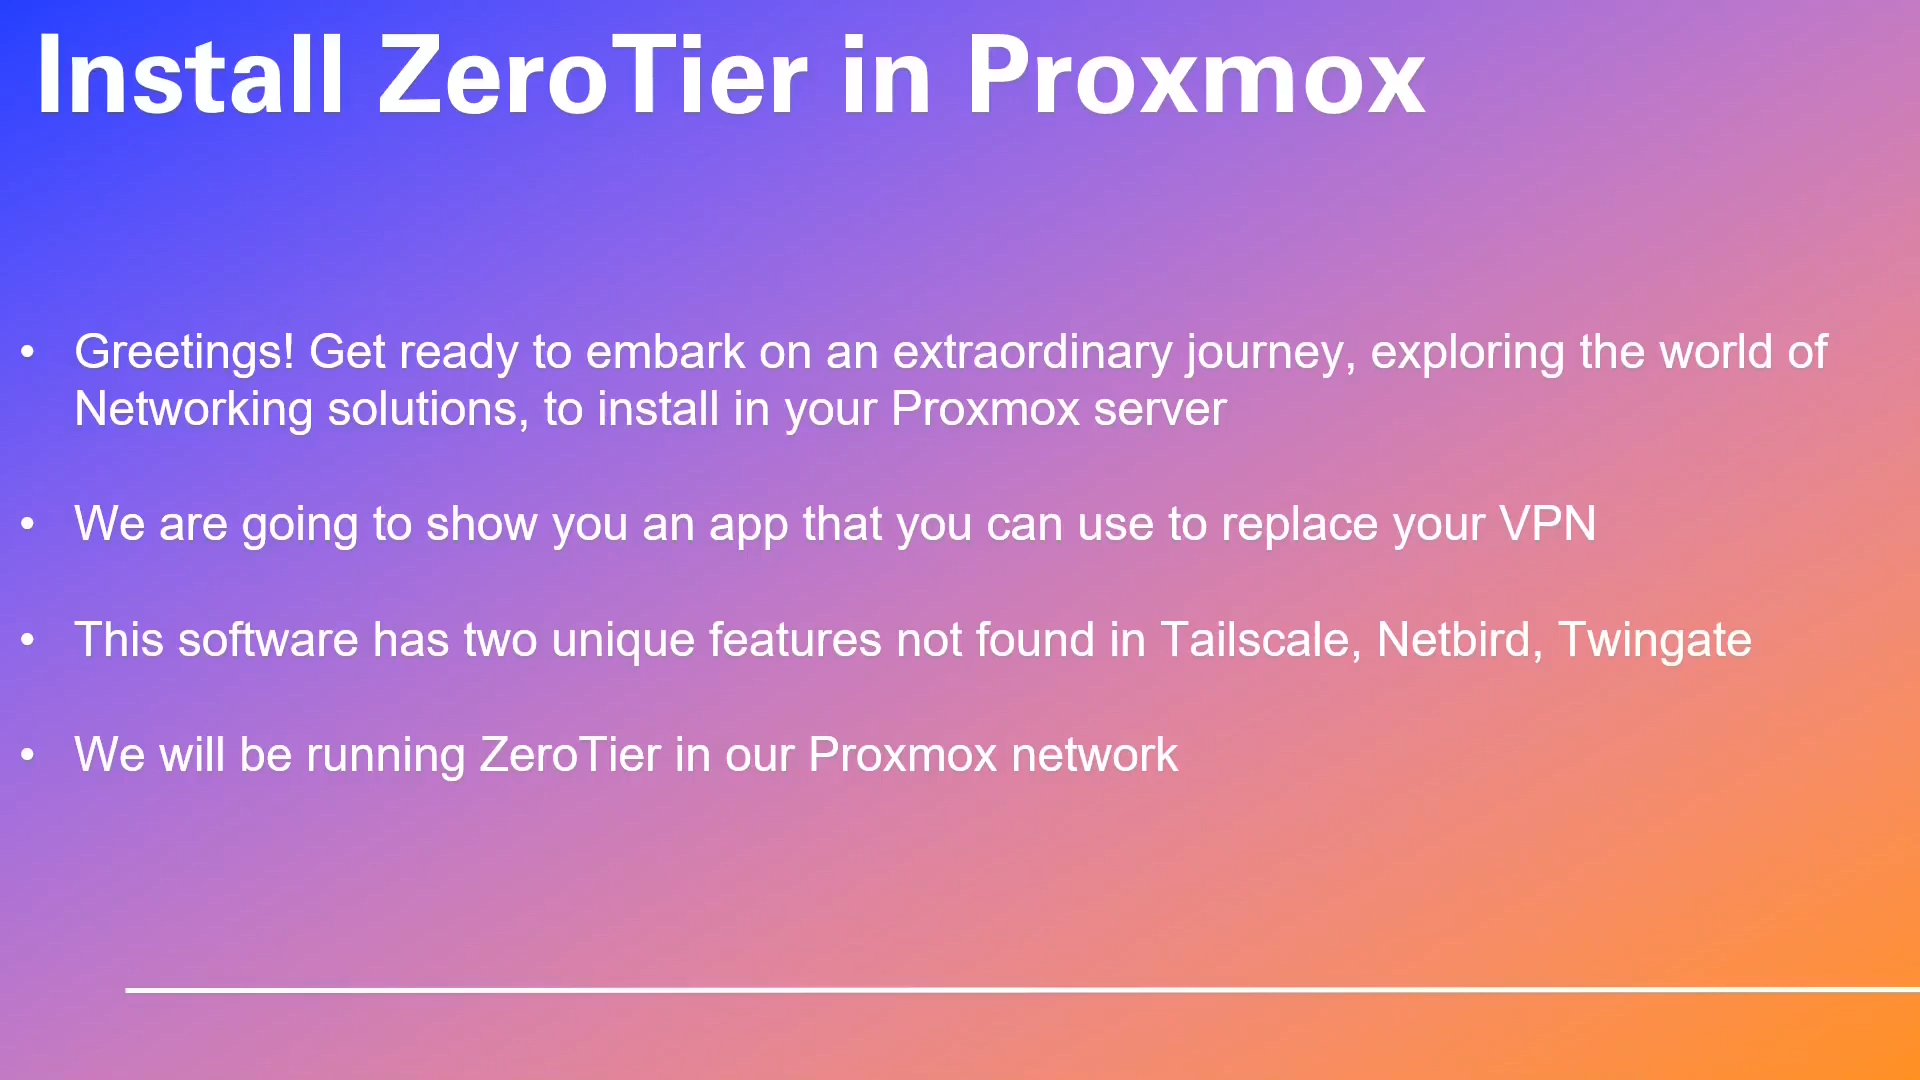 Install ZeroTier in Proxmox
• Greetings! Get ready to embark on an extraordinary journey, exploring the world of
Networking solutions, to install in your Proxmox server
• We are going to show you an app that you can use to replace your VPN
• This software has two unique features not found in Tailscale, Netbird, Twingate
• We will be running ZeroTier in our Proxmox network